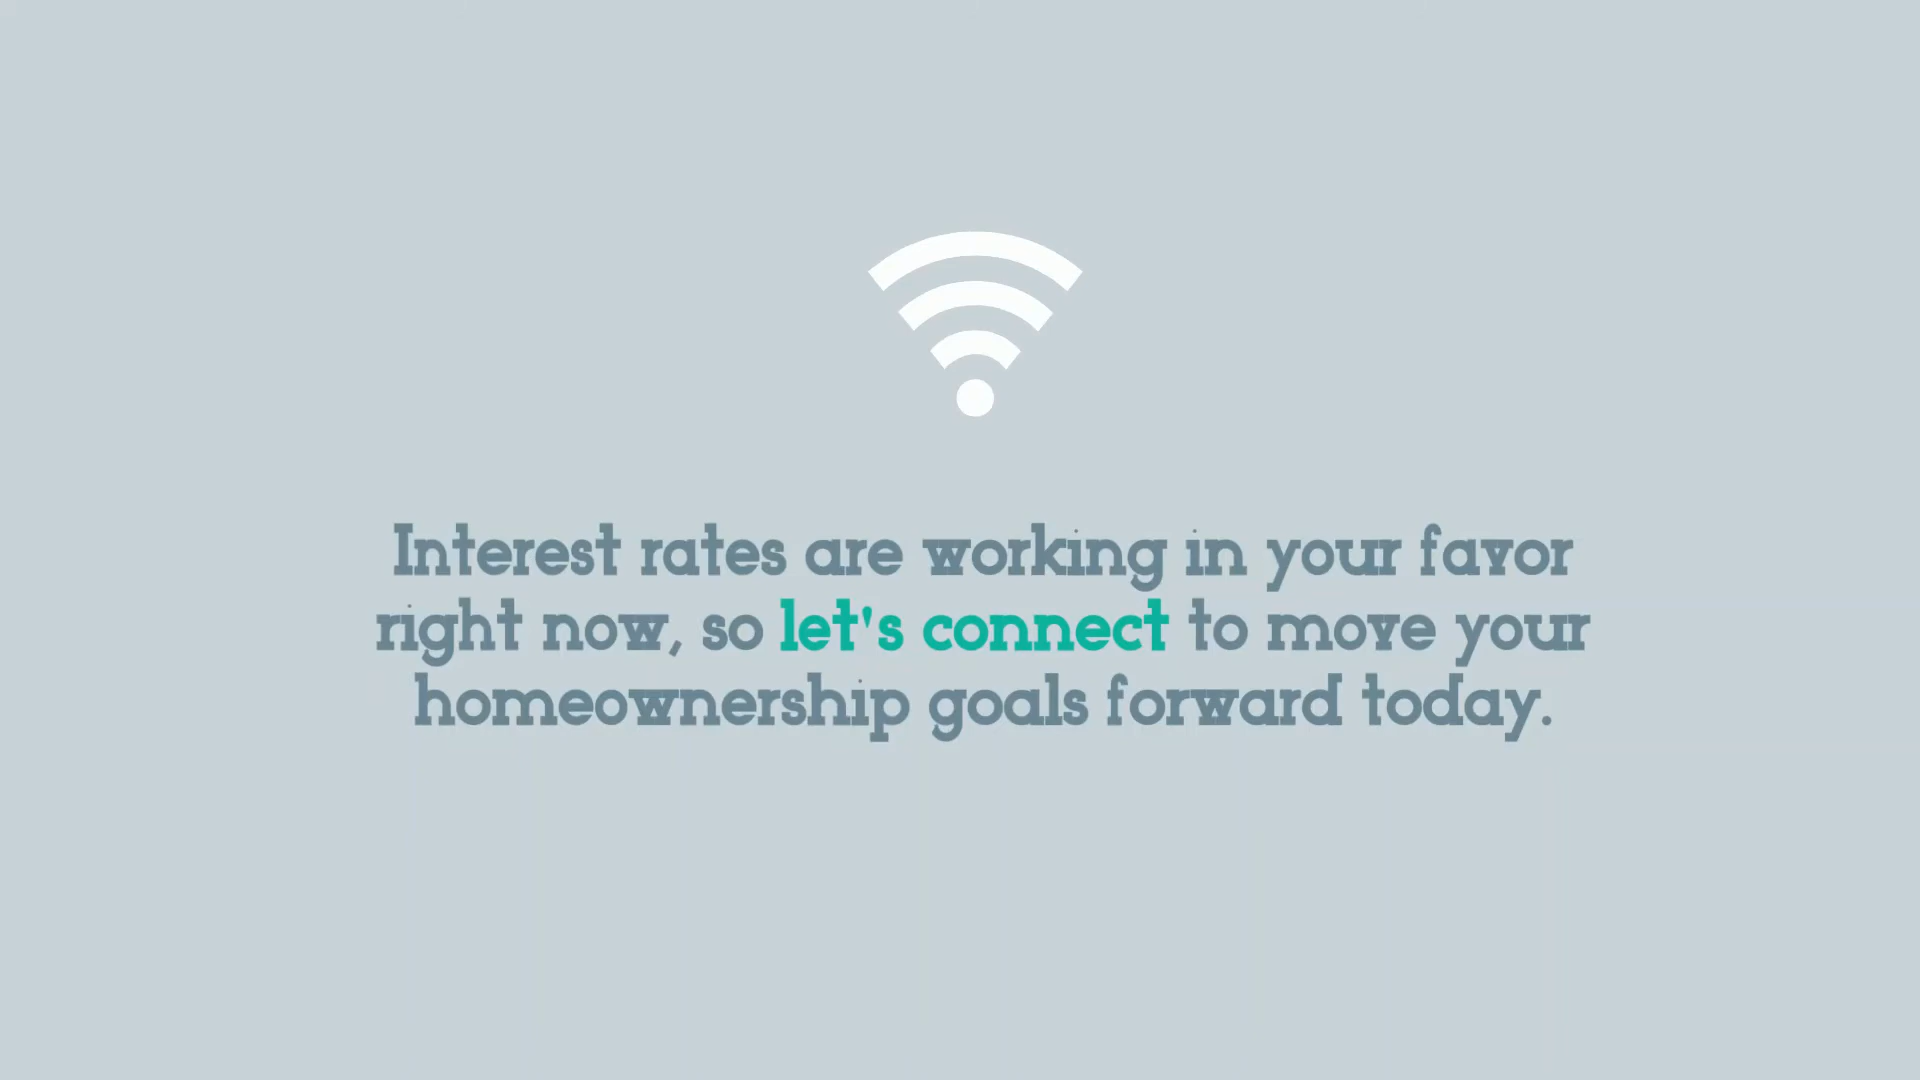 Interest rates are working in your favor
right now, so let's connect to move your
homeownership goals forward today.